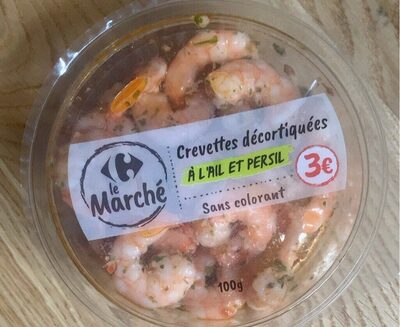 le
Marché
Crevettes décortiquées
À L'AIL ET PERSIL
Sans colorant
3€
100g